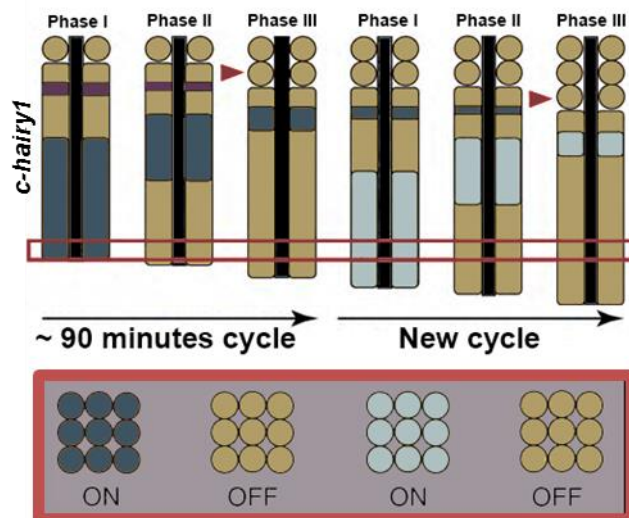 Phase I Phase II Phase III Phase I Phase II Phase III
c-hairy1
~ 90 minutes cycle New cycle
ON OFF ON OFF